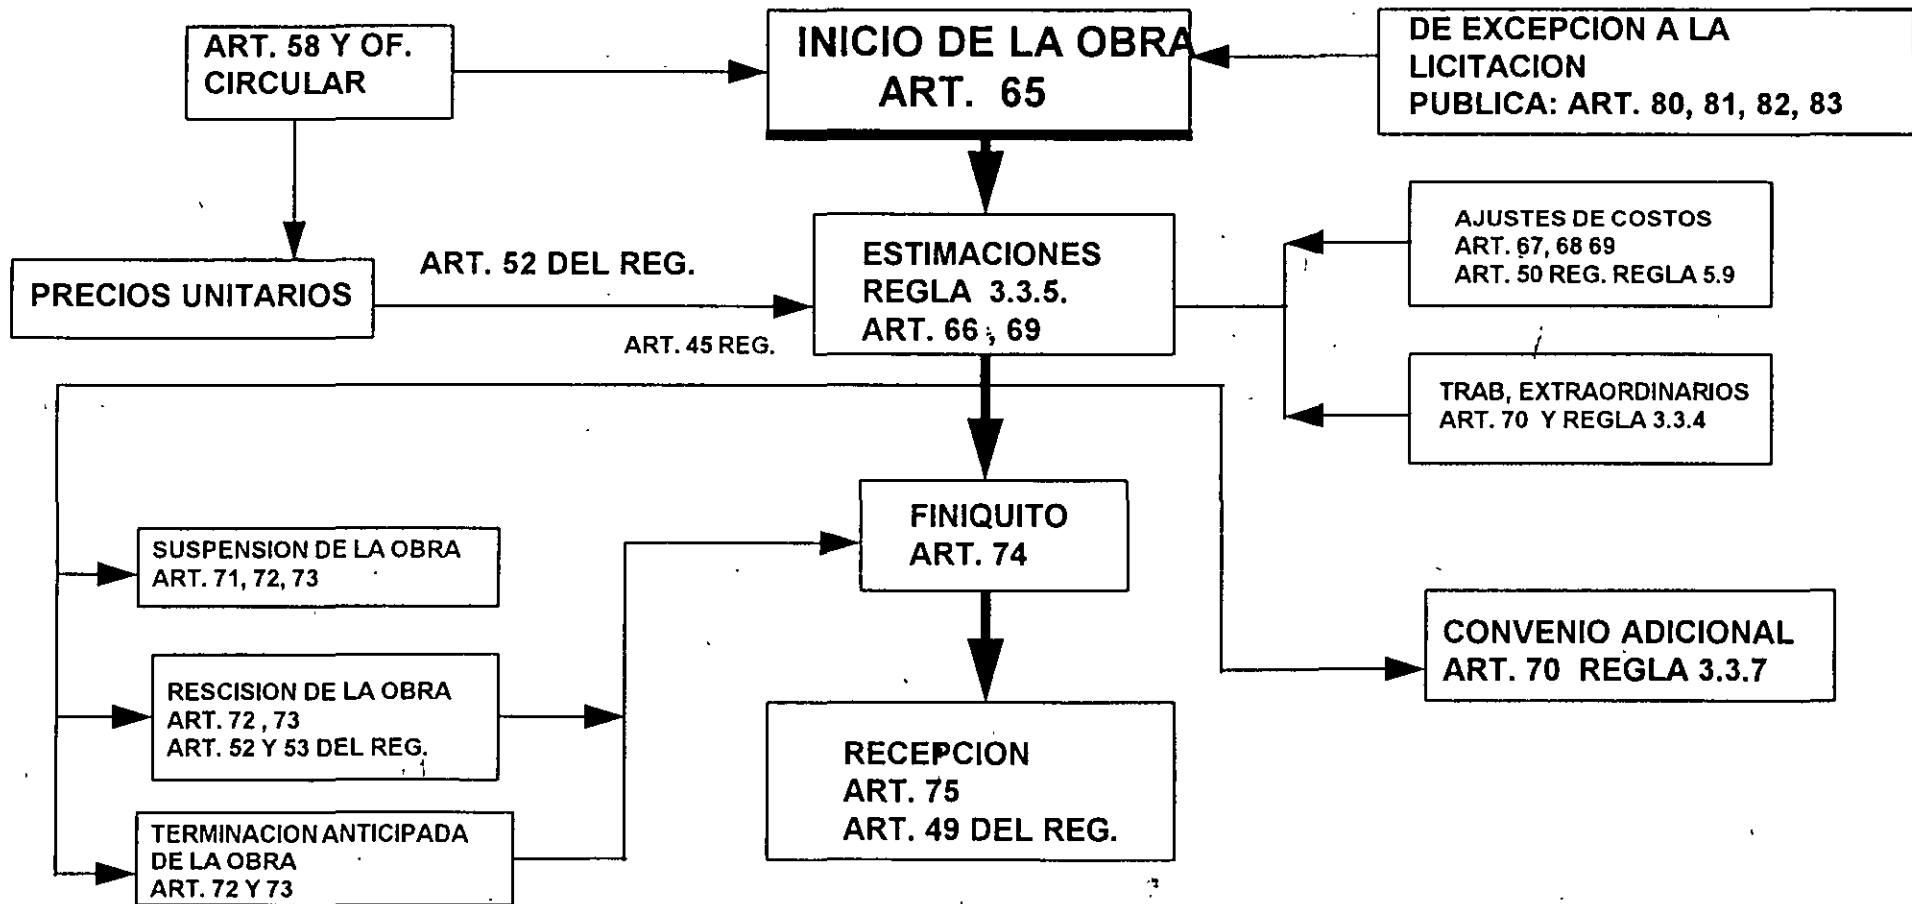 ART. 58 Y OF.
CIRCULAR
INICIO DE LA OBRA
ART. 65
DE EXCEPCION A LA
LICITACION
PUBLICA: ART. 80, 81, 82, 83
PRECIOS UNITARIOS
ART. 52 DEL REG.
ART. 45 REG.
ESTIMACIONES
REGLA 3.3.5.
ART. 66 , 69
AJUSTES DE COSTOS
ART. 67, 68 69
ART. 50 REG. REGLA 5.9
TRAB, EXTRAORDINARIOS
ART. 70 Y REGLA 3.3.4
FINIQUITO
ART. 74
SUSPENSION DE LA OBRA
ART. 71, 72, 73
RESCISION DE LA OBRA
ART. 72 , 73
ART. 52 Y 53 DEL REG.
TERMINACION ANTICIPADA
DE LA OBRA
ART. 72 Y 73
CONVENIO ADICIONAL
ART. 70 REGLA 3.3.7
RECEPCION
ART. 75
ART. 49 DEL REG.